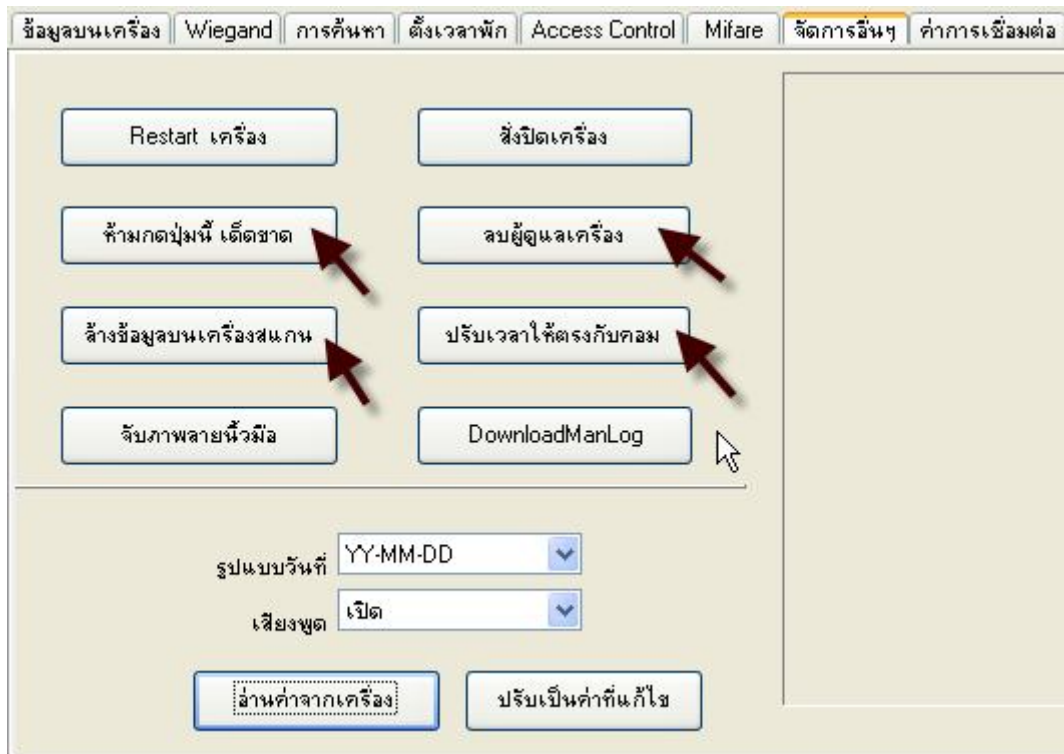 ข้อมูลบนเครื่อง Wiegand การค้นหา ตั้งเวลาพัก Access Control Mifare จัดการอื่นๆ ค่าการเชื่อมต่อ
Restart เครื่อง สั่งปิดเครื่อง
ห้ามกดปุ่มนี้ เด็ดขาด ลบผู้ดูแลเครื่อง
ล้างข้อมูลบนเครื่องสแกน ปรับเวลาให้ตรงกับคอม
จับภาพลายนิ้วมือ DownloadManLog
รูปแบบวันที่ YY-MM-DD
เสียงพูด เปิด
อ่านค่าจากเครื่อง ปรับเป็นค่าที่แก้ไข